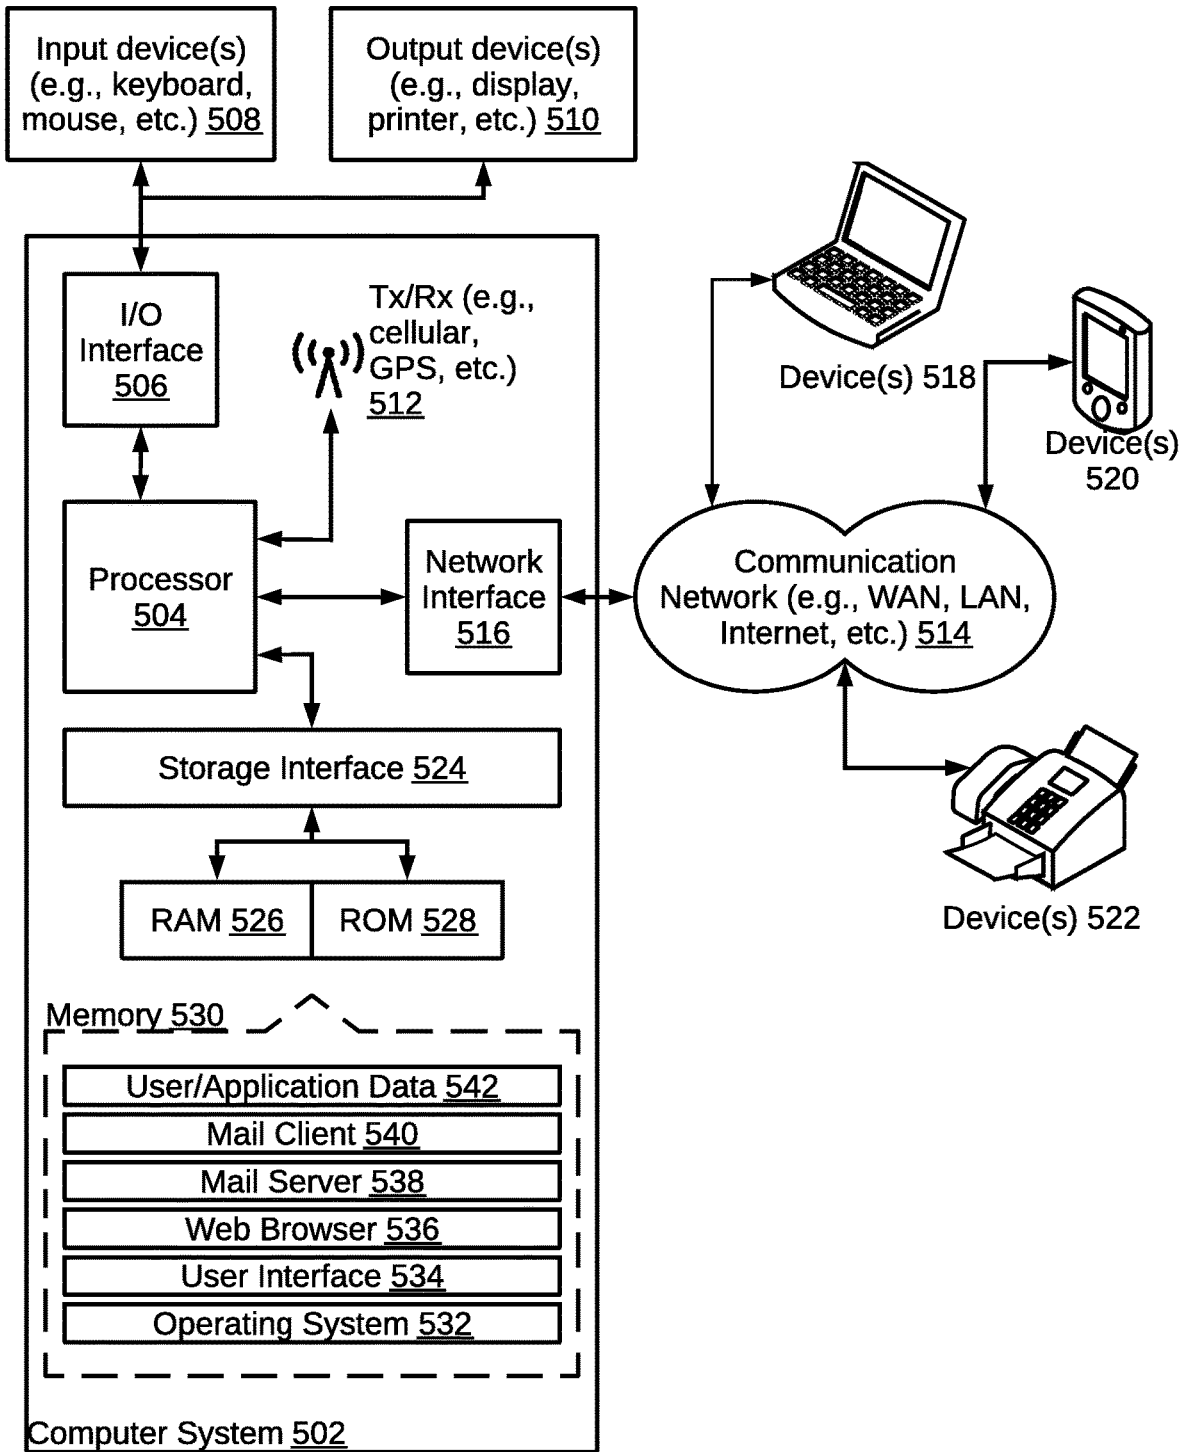 Input device(s)
(e.g., keyboard,
mouse, etc.) 508
Output device(s)
(e.g., display,
printer, etc.) 510
I/O
Interface
506
Tx/Rx (e.g.,
cellular,
GPS, etc.)
512
Device(s) 518
Device(s)
520
Processor
504
Network
Interface
516
Communication
Network (e.g., WAN, LAN,
Internet, etc.) 514
Storage Interface 524
RAM 526
ROM 528
Device(s) 522
Memory 530
User/Application Data 542
Mail Client 540
Mail Server 538
Web Browser 536
User Interface 534
Operating System 532
Computer System 502